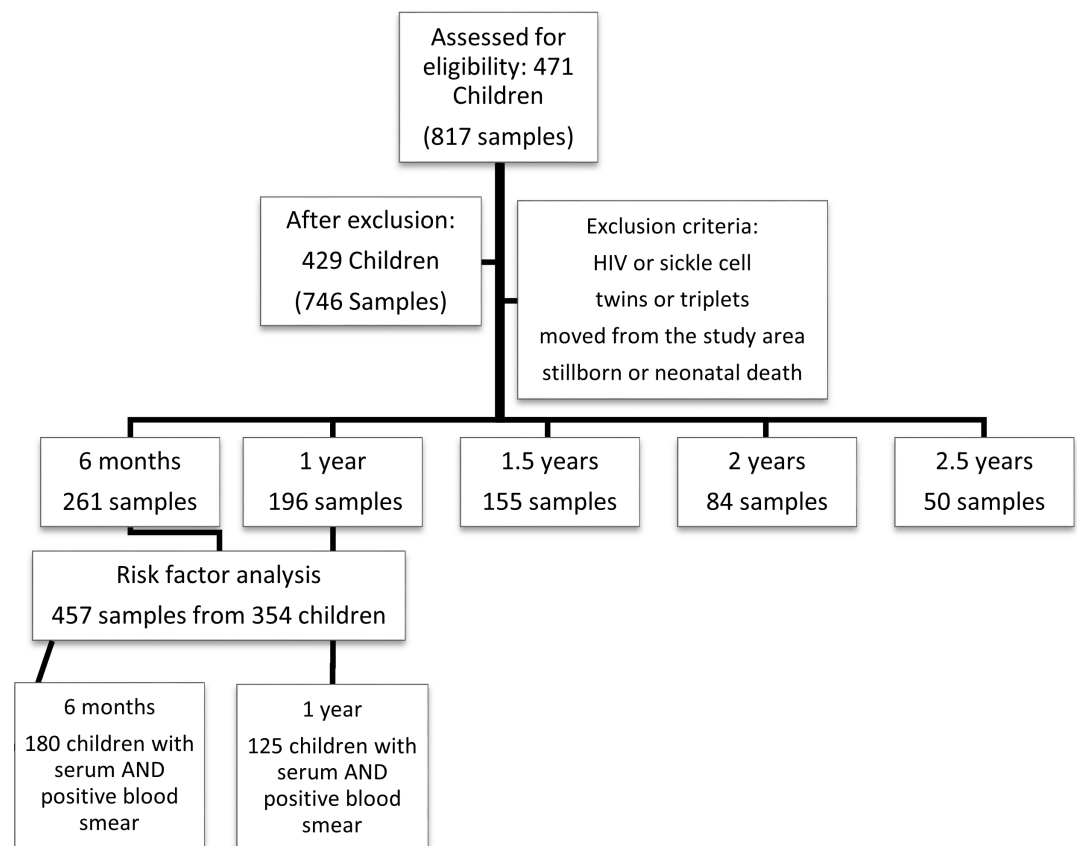 Assessed for
eligibility: 471
Children
(817 samples)
After exclusion:
429 Children
(746 Samples)
Exclusion criteria:
HIV or sickle cell
twins or triplets
moved from the study area
stillborn or neonatal death
6 months
261 samples
1 year
196 samples
1.5 years
155 samples
2 years
84 samples
2.5 years
50 samples
Risk factor analysis
457 samples from 354 children
6 months
180 children with
serum AND
positive blood
smear
1 year
125 children with
serum AND
positive blood
smear